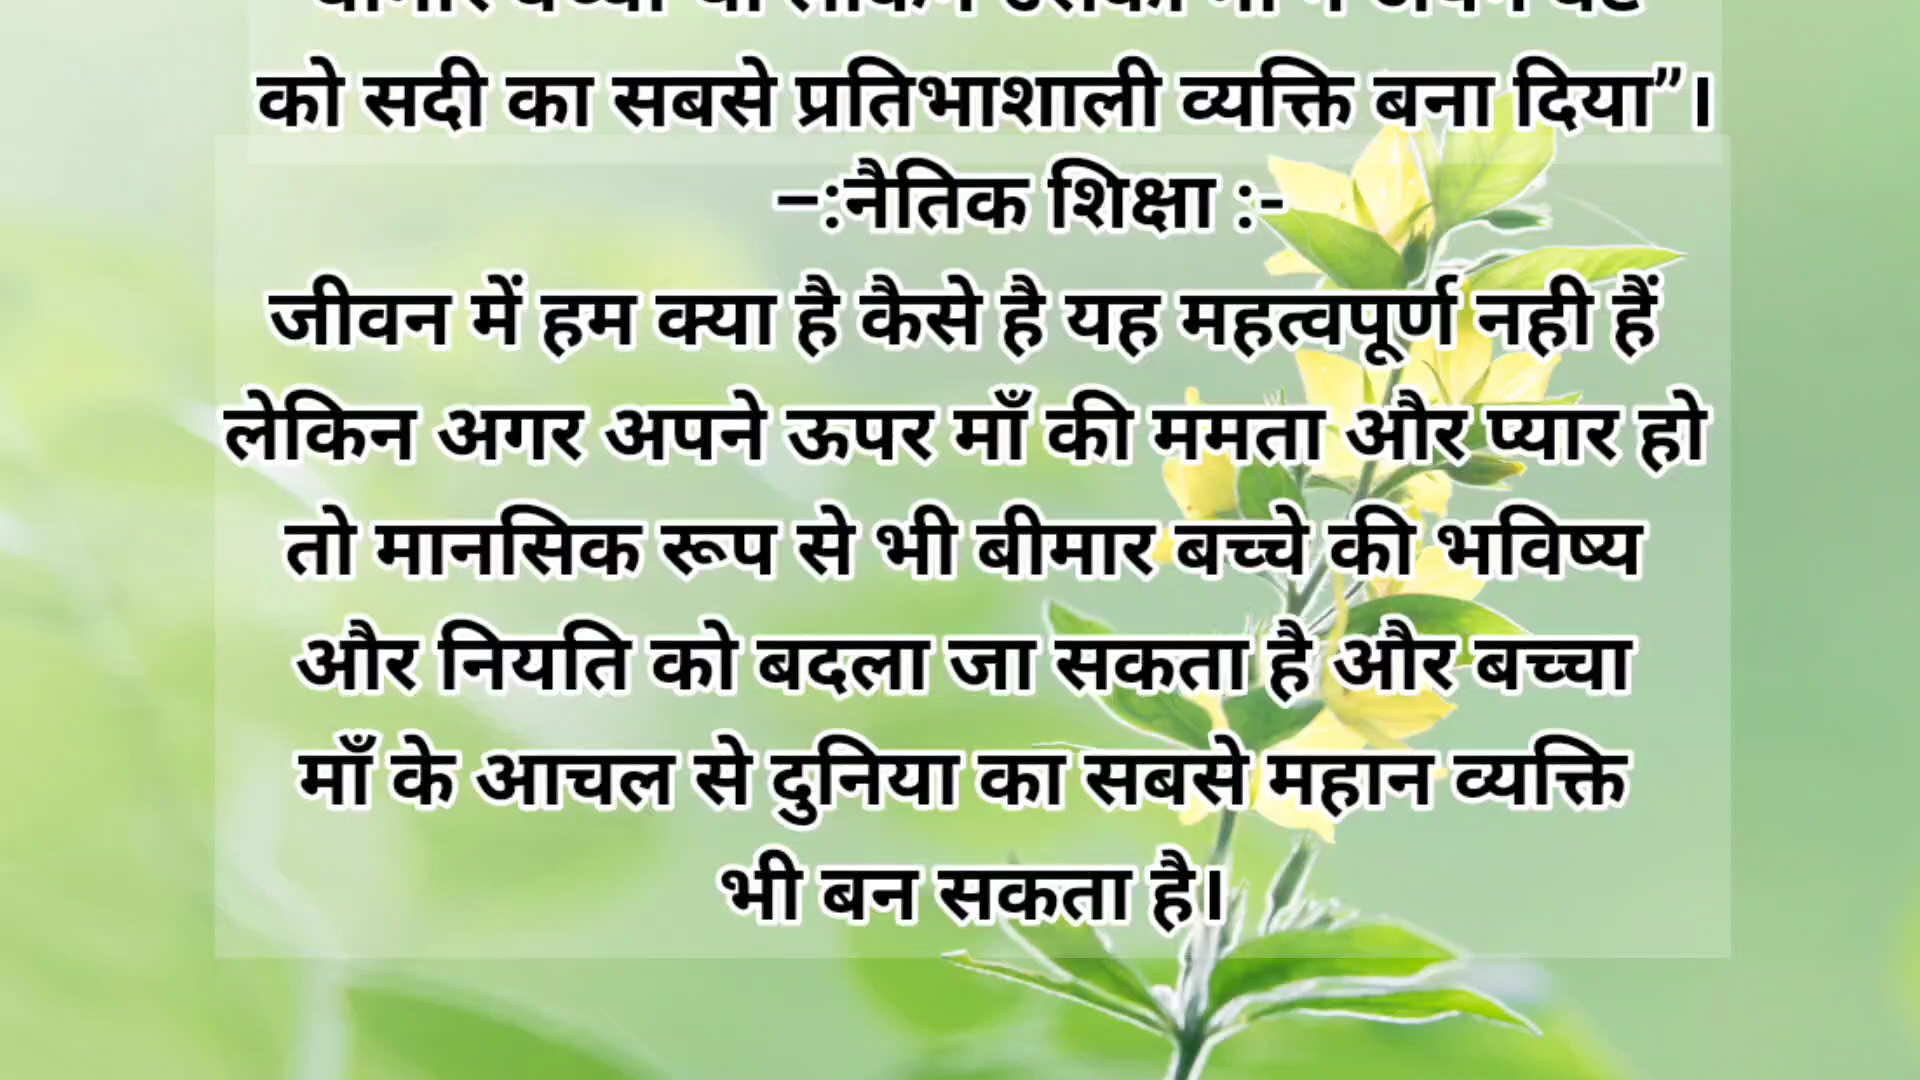 को सदी का सबसे प्रतिभाशाली व्यक्ति बना दिया”।
–:नैतिक शिक्षा :-
जीवन में हम क्या है कैसे है यह महत्वपूर्ण नही हैं
लेकिन अगर अपने ऊपर माँ की ममता और प्यार हो
तो मानसिक रूप से भी बीमार बच्चे की भविष्य
और नियति को बदला जा सकता है और बच्चा
माँ के आचल से दुनिया का सबसे महान व्यक्ति
भी बन सकता है।